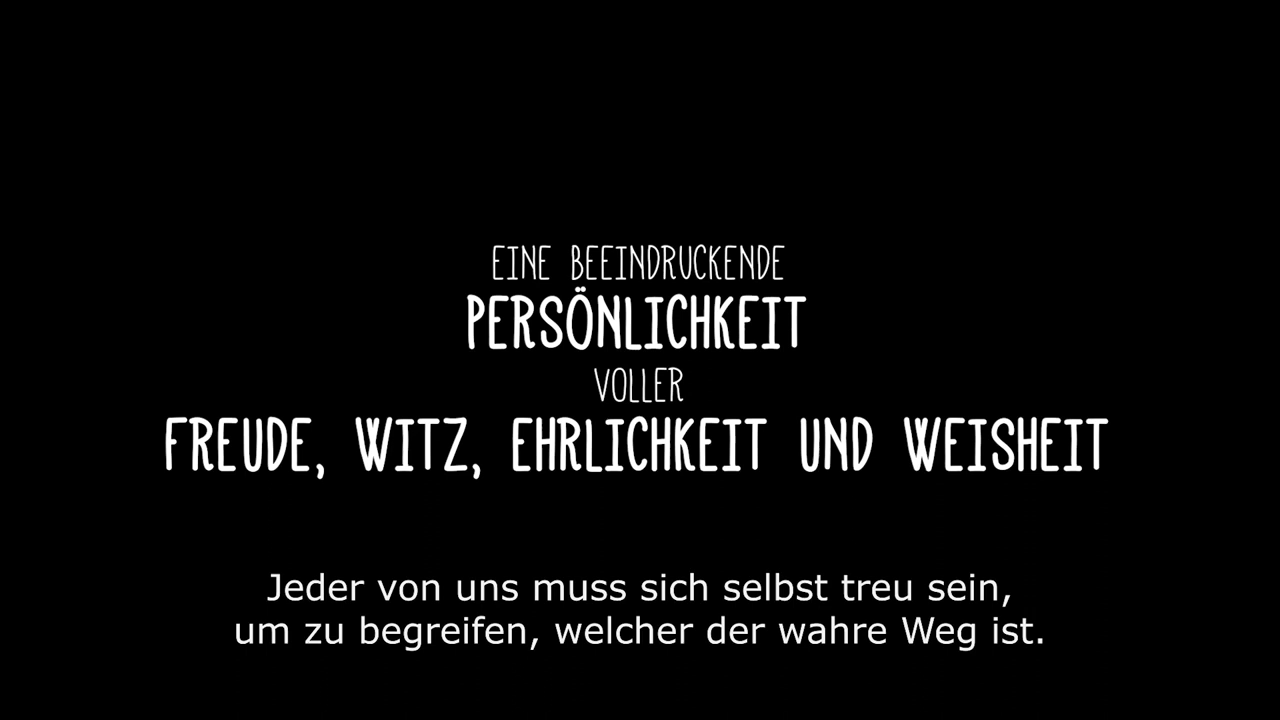 EINE BEEINDRUCKENDE
PERSÖNLICHKEIT
VOLLER
FREUDE, WITZ, EHRLICHKEIT UND WEISHEIT
Jeder von uns muss sich selbst treu sein,
um zu begreifen, welcher der wahre Weg ist.